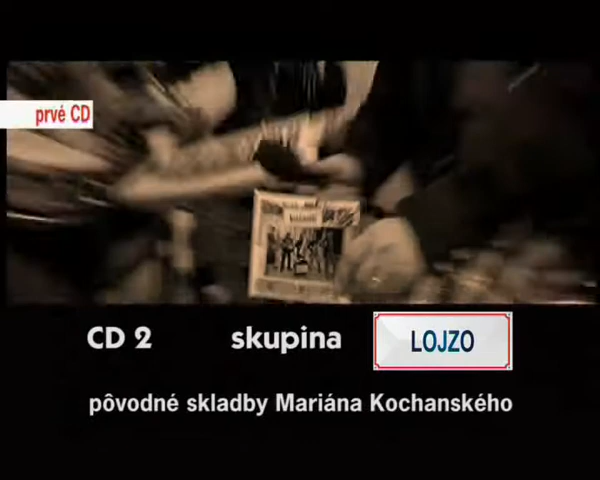 prvé CD
CD 2 skupina LOJZO
pôvodné skladby Mariána Kochanského